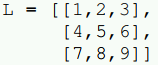 L = [[1,2,3],
[4,5,6],
[7,8,9]]